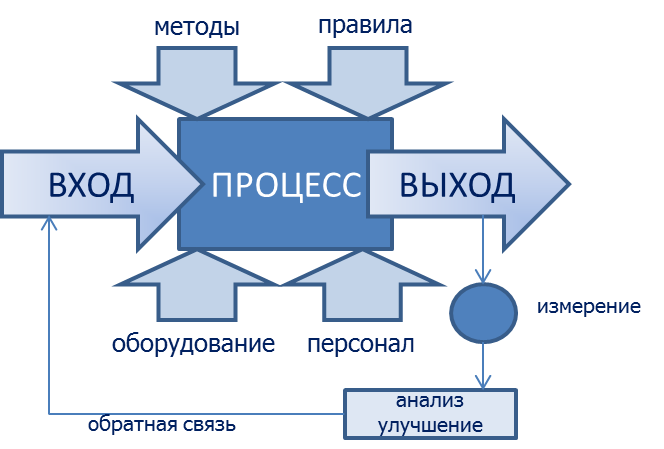 методы
правила
ВХОД
ПРОЦЕСС
ВЫХОД
измерение
оборудование
персонал
анализ
улучшение
обратная связь